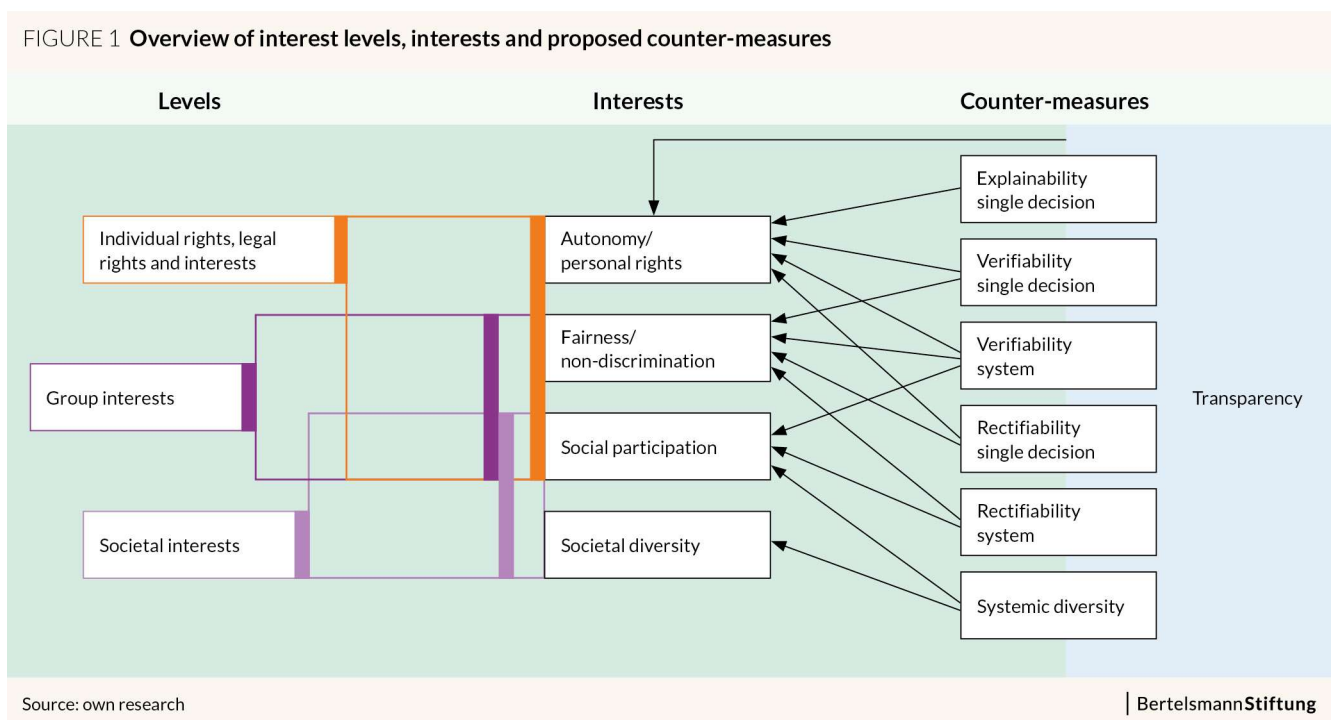 FIGURE 1 Overview of interest levels, interests and proposed counter-measures
Levels
Interests
Counter-measures
Individual rights, legal
rights and interests
Group interests
Societal interests
Autonomy/
personal rights
Fairness/
non-discrimination
Social participation
Societal diversity
Explainability
single decision
Verifiability
single decision
Verifiability
system
Rectifiability
single decision
Rectifiability
system
Systemic diversity
Transparency
Source: own research
BertelsmannStiftung